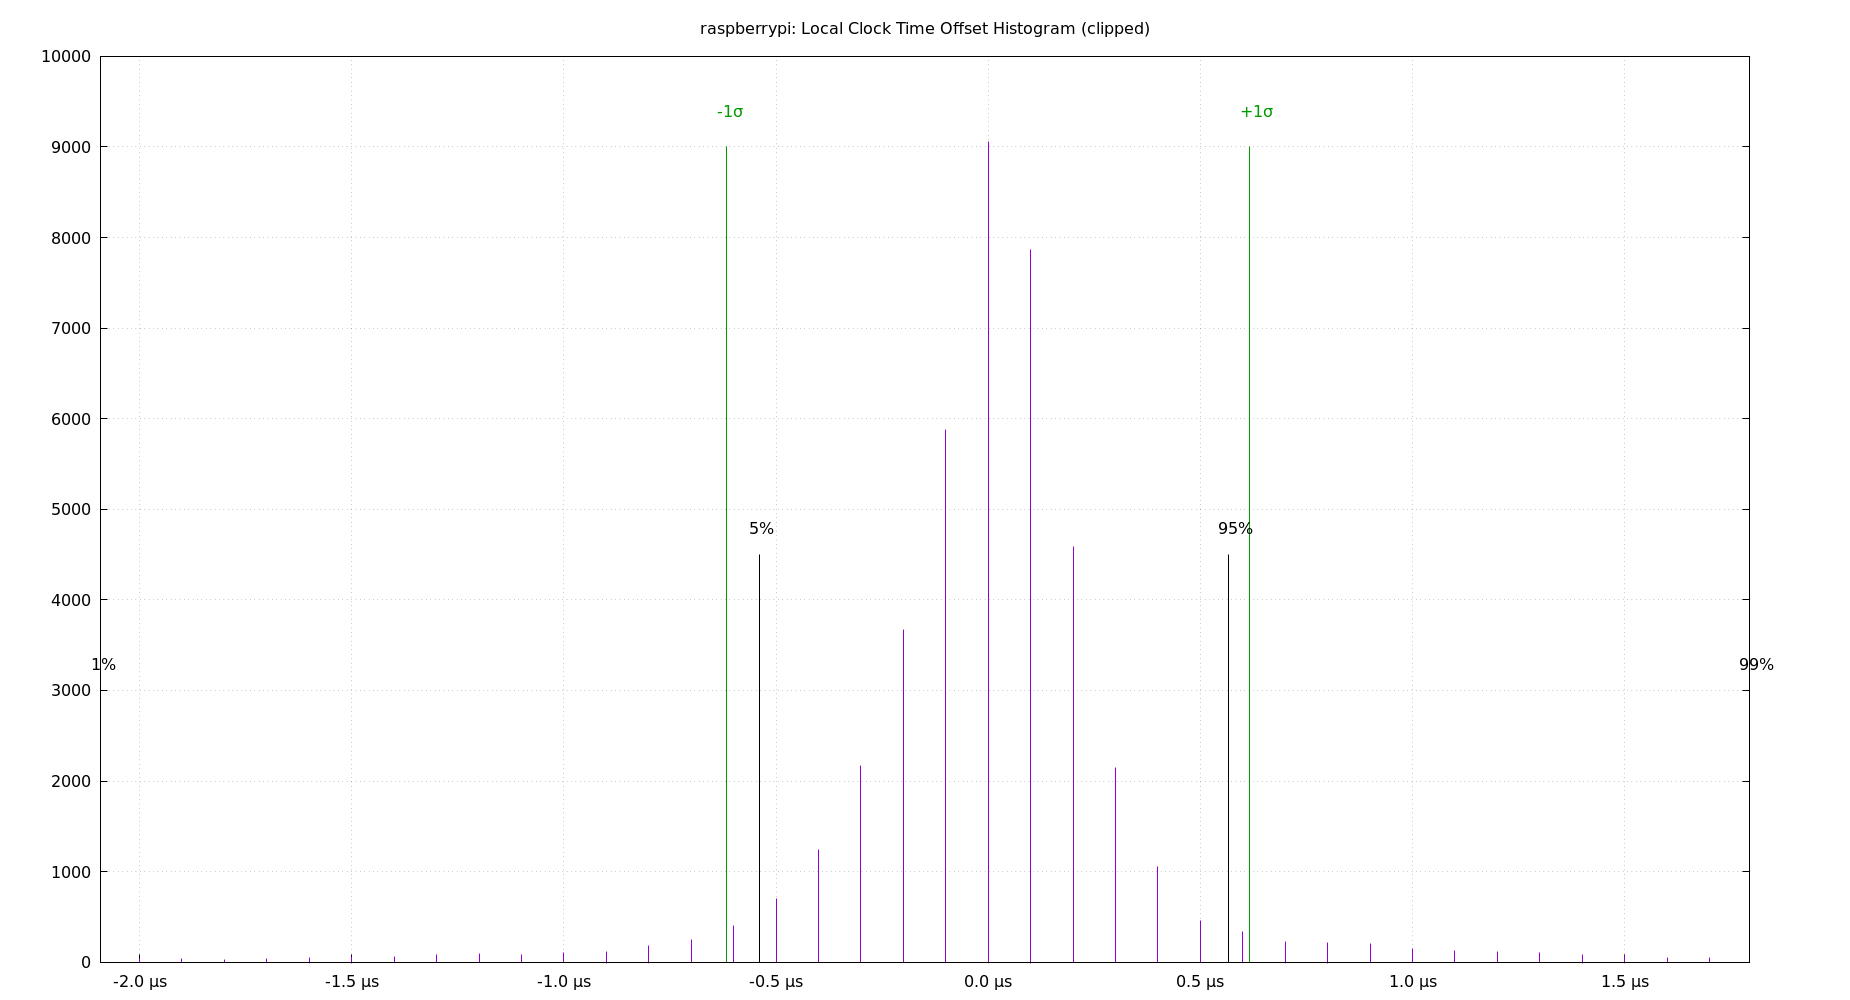 raspberrypi: Local Clock Time Offset Histogram (clipped)
10000
-1σ
+1σ
9000
8000
7000
6000
5000
5%
95%
4000
1%
99%
3000
2000
1000
0
-2.0 µs
-1.5 µs
-1.0 µs
-0.5 µs
0.0 µs
0.5 µs
1.0 µs
1.5 µs